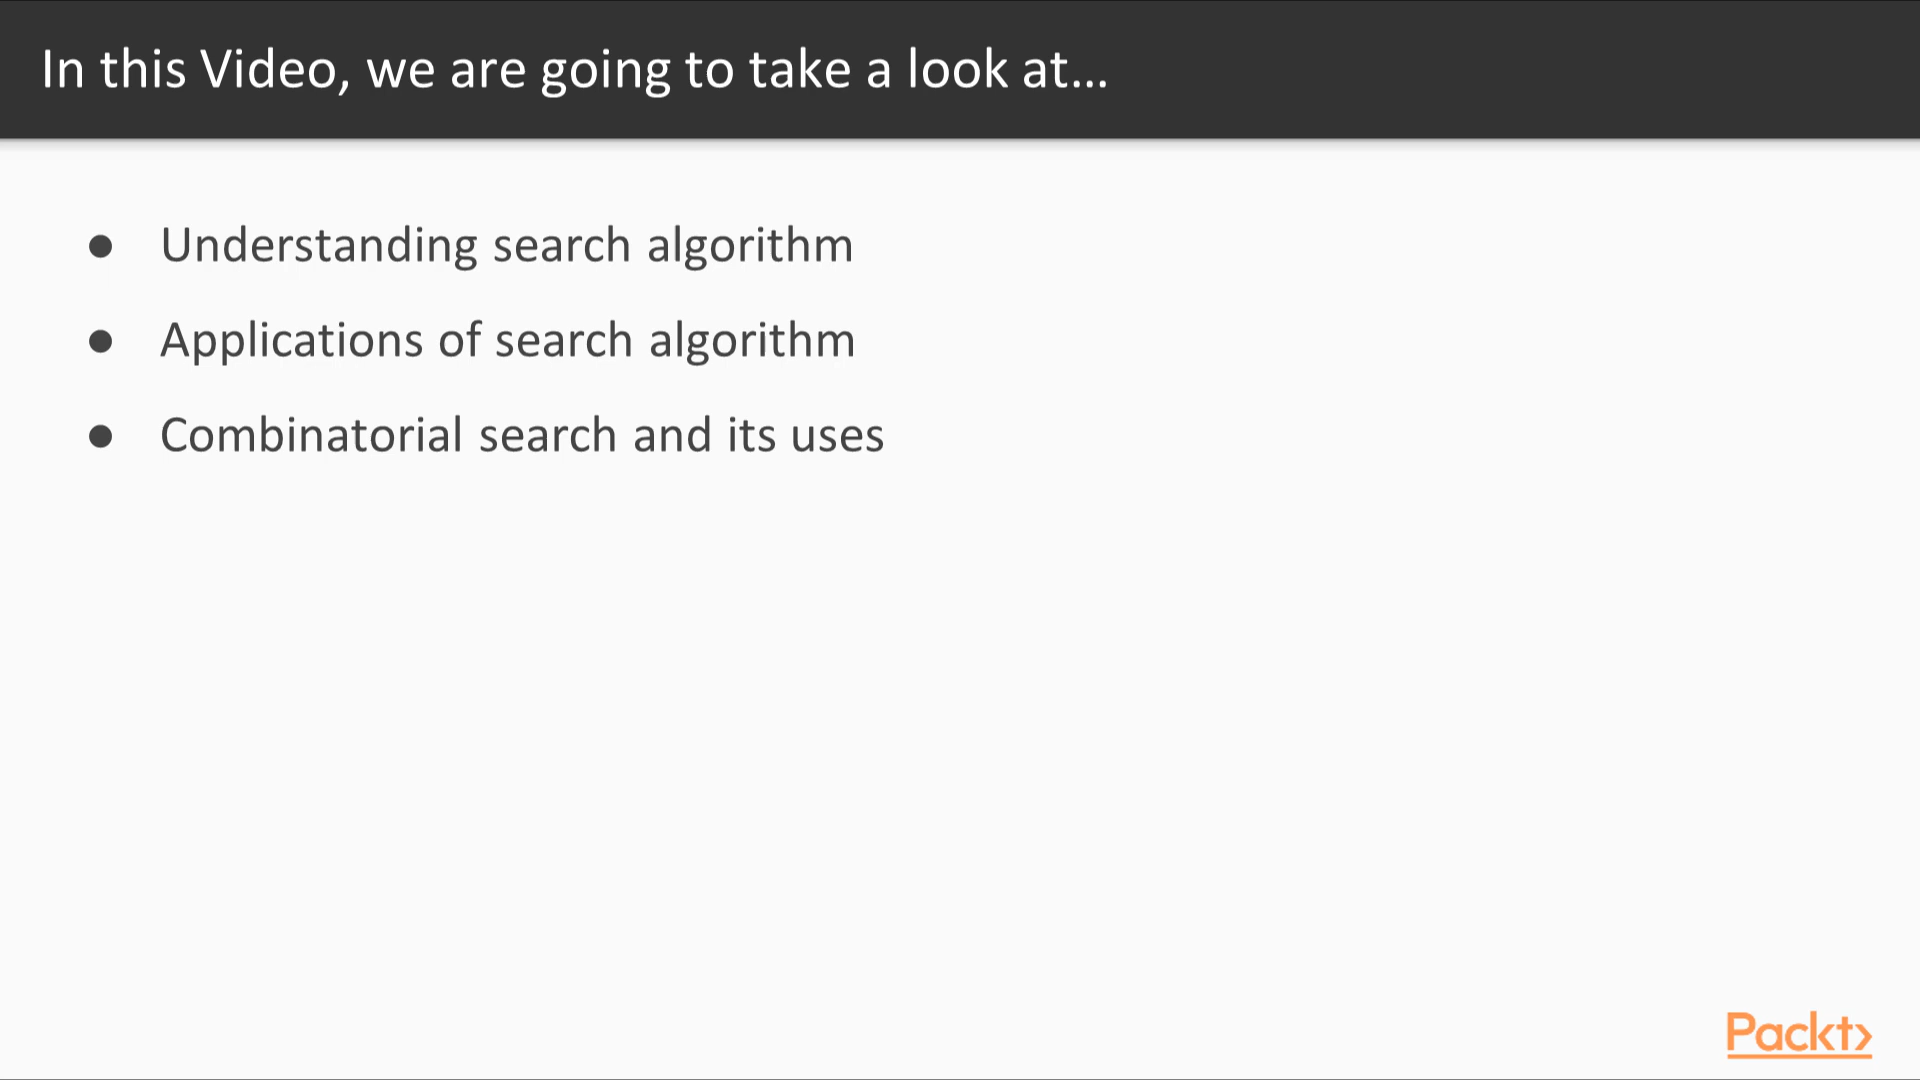 In this Video, we are going to take a look at...
● Understanding search algorithm
● Applications of search algorithm
● Combinatorial search and its uses
Packt>